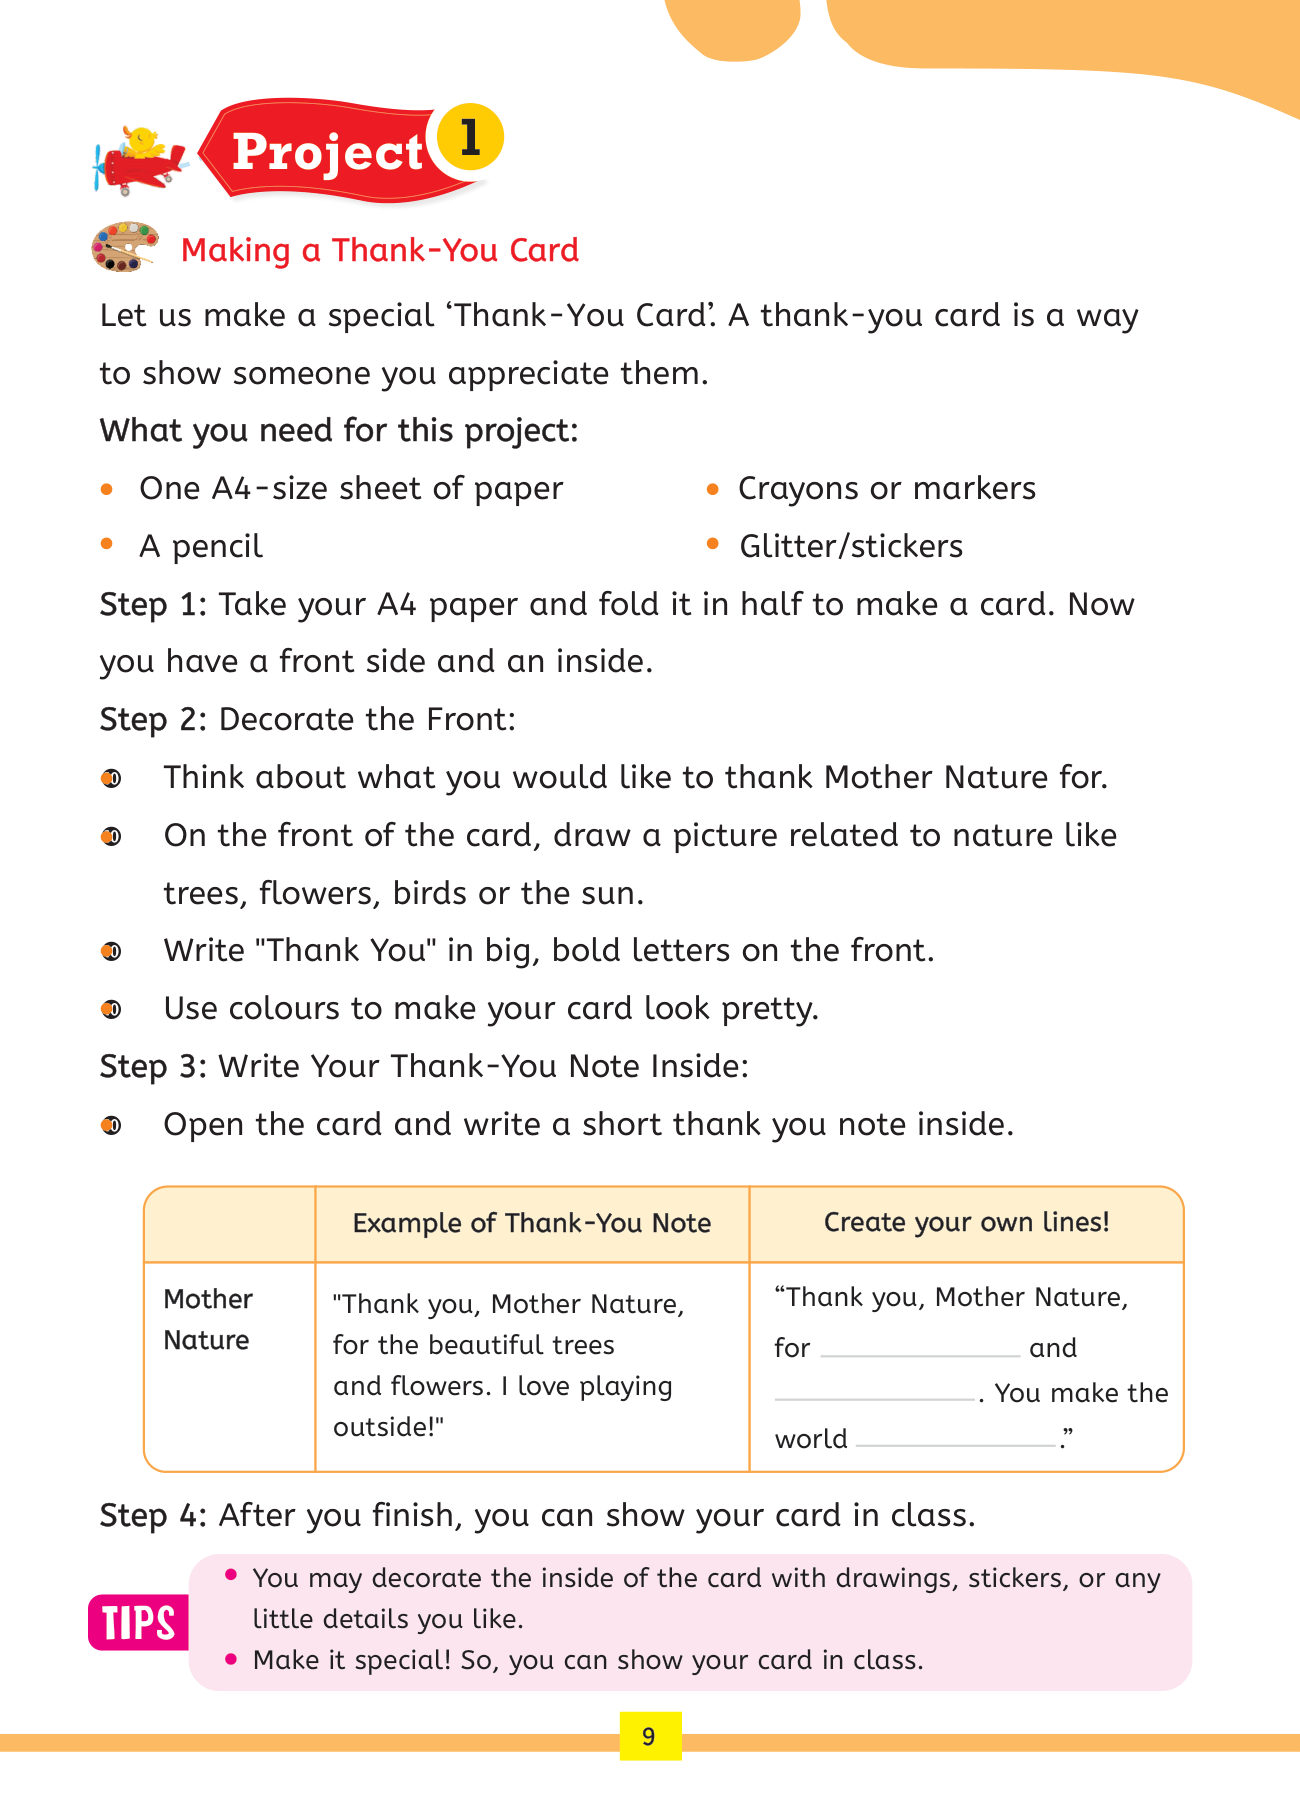 Project 1
Making a Thank-You Card
Let us make a special ‘Thank-You Card’. A thank-you card is a way
to show someone you appreciate them.
What you need for this project:
• One A4-size sheet of paper
• Crayons or markers
• A pencil
• Glitter/stickers
Step 1: Take your A4 paper and fold it in half to make a card. Now
you have a front side and an inside.
Step 2: Decorate the Front:
Think about what you would like to thank Mother Nature for.
On the front of the card, draw a picture related to nature like
trees, flowers, birds or the sun.
Write "Thank You" in big, bold letters on the front.
Use colours to make your card look pretty.
Step 3: Write Your Thank-You Note Inside:
Open the card and write a short thank you note inside.
Example of Thank-You Note
Create your own lines!
Mother
Nature
"Thank you, Mother Nature,
for the beautiful trees
and flowers. I love playing
outside!"
“Thank you, Mother Nature,
for ____________ and
____________. You make the
world ____________.”
Step 4: After you finish, you can show your card in class.
TIPS
• You may decorate the inside of the card with drawings, stickers, or any
little details you like.
• Make it special! So, you can show your card in class.
9